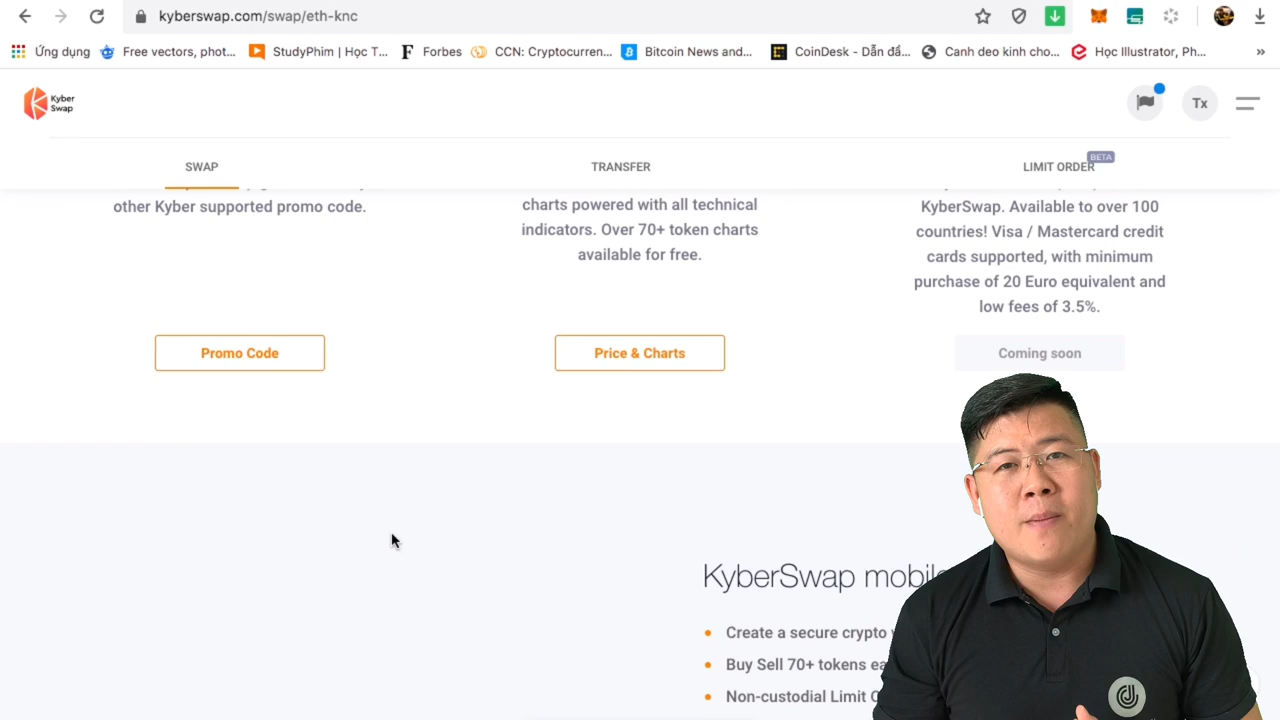 kyberswap.com/swap/eth-knc
Ứng dụng
Free vectors, phot...
StudyPhim | Học T...
Forbes
CCN: Cryptocurren...
Bitcoin News and...
CoinDesk - Dẫn đầ...
Canh deo kinh cho...
Học Illustrator, Ph...
»
Kyber
Swap
Tx
SWAP
TRANSFER
LIMIT ORDER
BETA
other Kyber supported promo code.
charts powered with all technical
indicators. Over 70+ token charts
available for free.
KyberSwap. Available to over 100
countries! Visa / Mastercard credit
cards supported, with minimum
purchase of 20 Euro equivalent and
low fees of 3.5%.
Promo Code
Price & Charts
Coming soon
KyberSwap mobile
Create a secure crypto
Buy Sell 70+ tokens
Non-custodial Limit